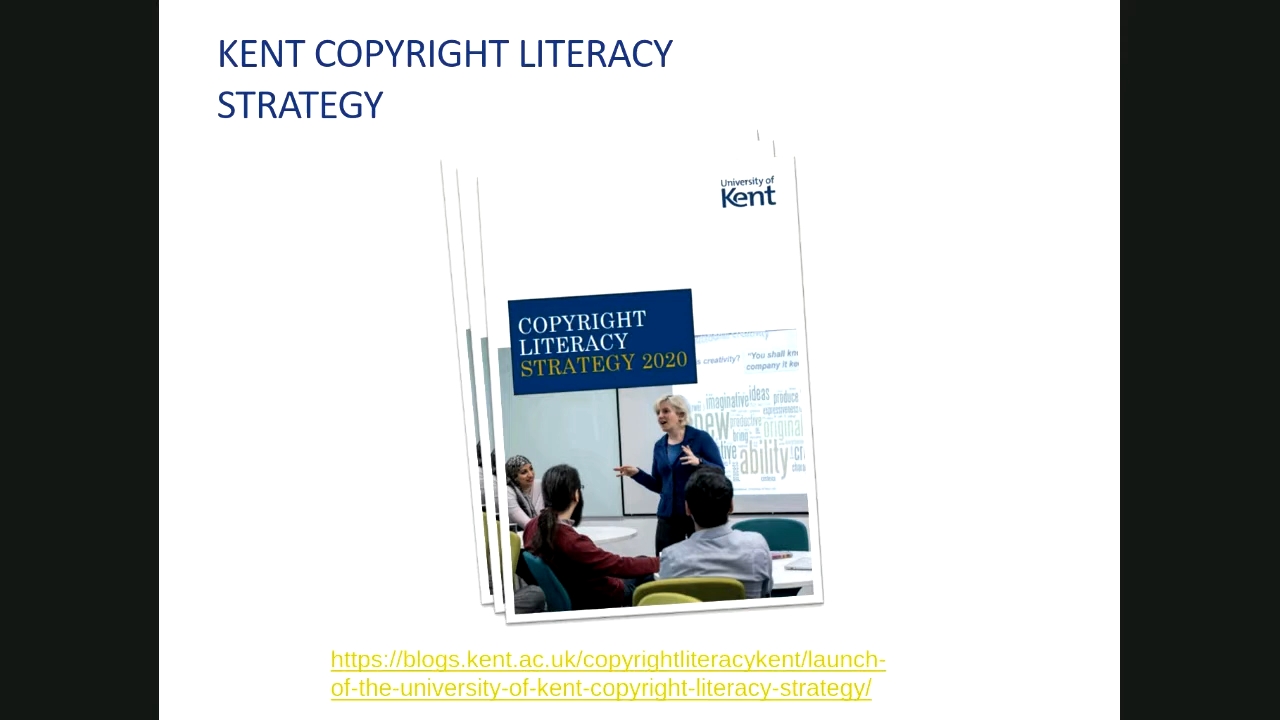 KENT COPYRIGHT LITERACY
STRATEGY
University of
Kent
COPYRIGHT
LITERACY
STRATEGY 2020
creativity?
"You shall
company it
imaginative
ideas
produce
new
productive
expressiveness
bring
original
ability
https://blogs.kent.ac.uk/copyrightliteracykent/launch-
of-the-university-of-kent-copyright-literacy-strategy/